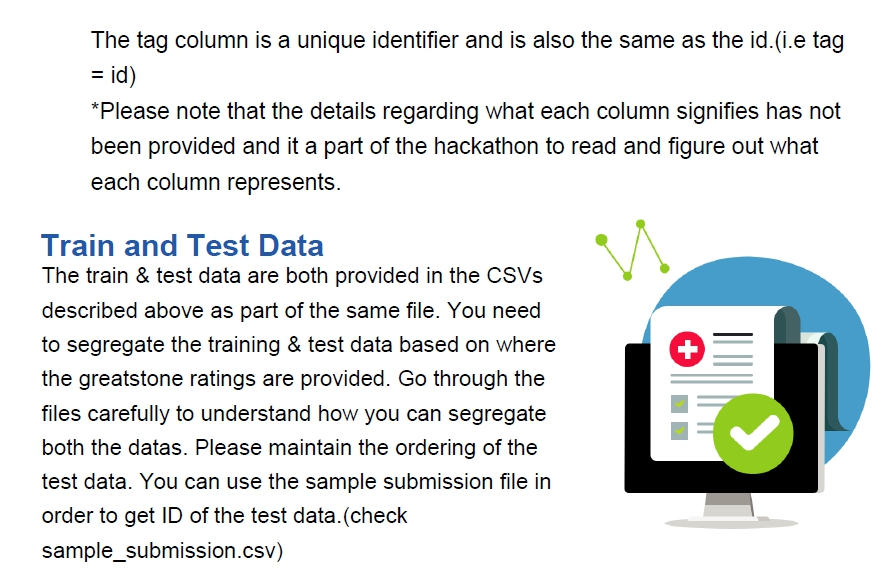 The tag column is a unique identifier and is also the same as the id.(i.e tag
= id)
*Please note that the details regarding what each column signifies has not
been provided and it a part of the hackathon to read and figure out what
each column represents.
Train and Test Data
The train & test data are both provided in the CSVs
described above as part of the same file. You need
to segregate the training & test data based on where
the greatstone ratings are provided. Go through the
files carefully to understand how you can segregate
both the datas. Please maintain the ordering of the
test data. You can use the sample submission file in
order to get ID of the test data.(check
sample_submission.csv)